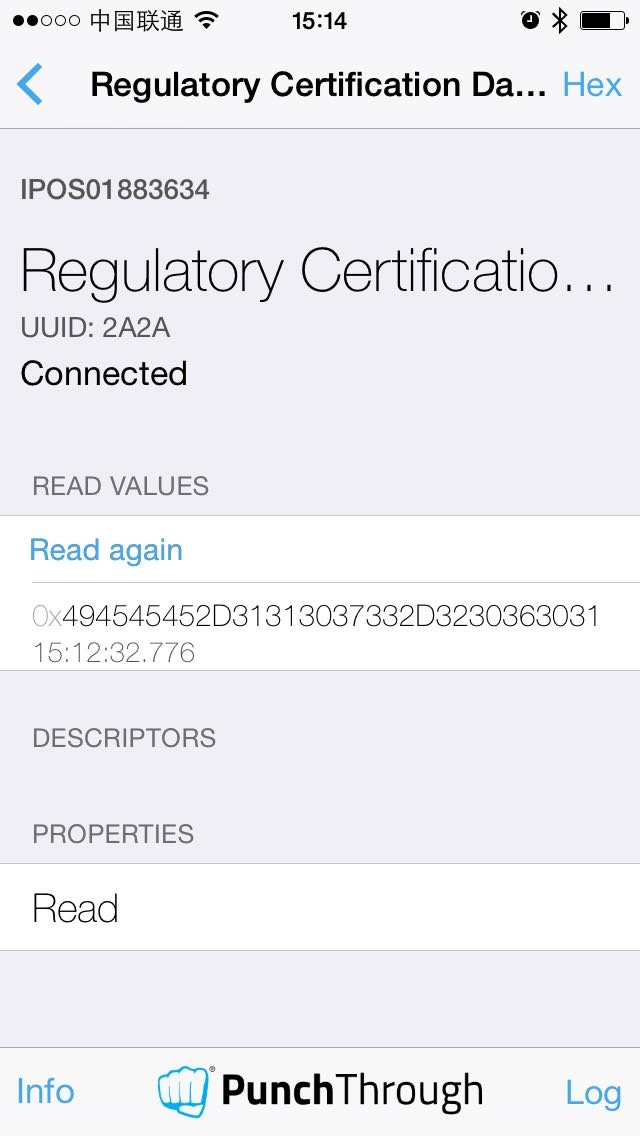 中国联通 15:14
Regulatory Certification Da... Hex
IPOS01883634
Regulatory Certificatio...
UUID: 2A2A
Connected
READ VALUES
Read again
0x494545452D31313037332D3230363031
15:12:32.776
DESCRIPTORS
PROPERTIES
Read
Info PunchThrough® Log